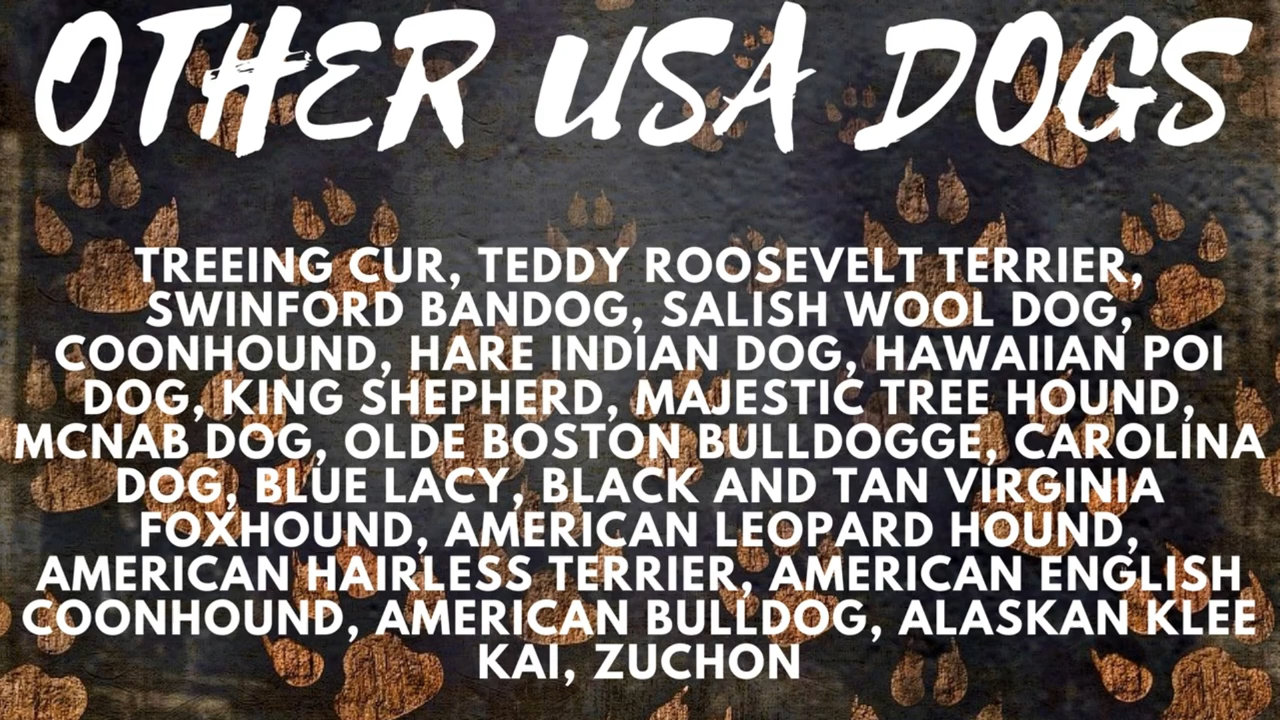 OTHER USA DOGS
TREEING CUR, TEDDY ROOSEVELT TERRIER,
SWINFORD BANDOG, SALISH WOOL DOG,
COONHOUND, HARE INDIAN DOG, HAWAIIAN POI
DOG, KING SHEPHERD, MAJESTIC TREE HOUND,
MCNAB DOG, OLDE BOSTON BULLDOGGE, CAROLINA
DOG, BLUE LACY, BLACK AND TAN VIRGINIA
FOXHOUND, AMERICAN LEOPARD HOUND,
AMERICAN HAIRLESS TERRIER, AMERICAN ENGLISH
COONHOUND, AMERICAN BULLDOG, ALASKAN KLEE
KAI, ZUCHON